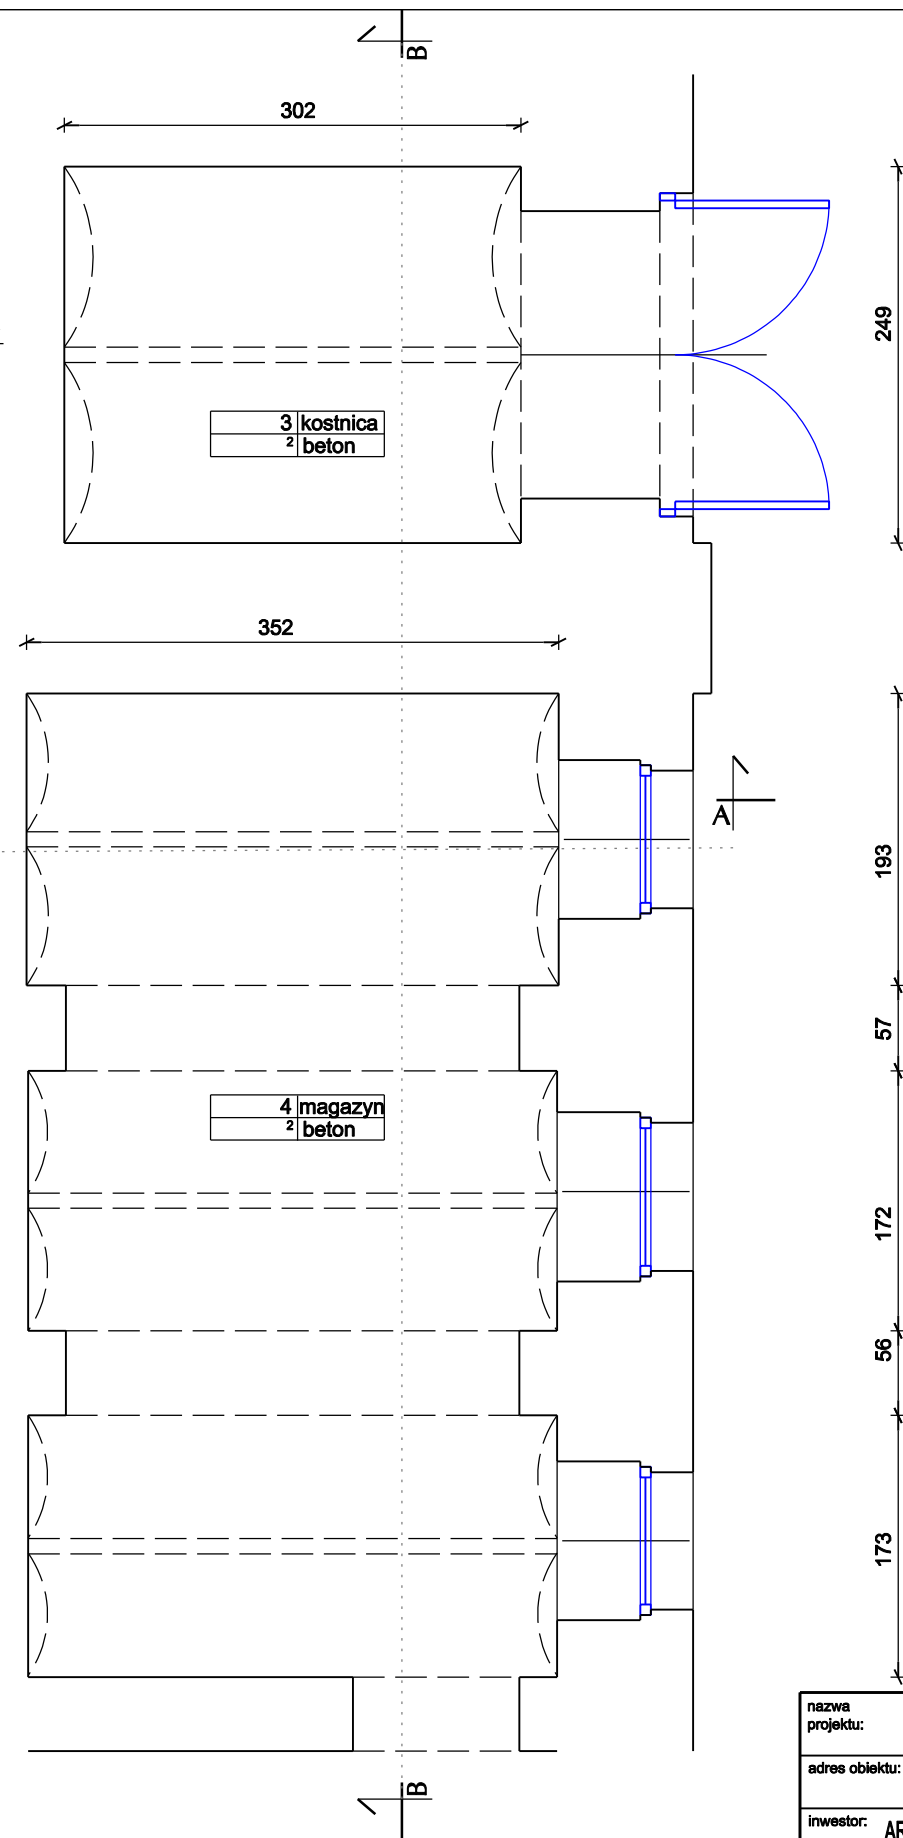 B
302
249
3 kostnica
² beton
352
A
193
57
4 magazyn
² beton
172
56
173
B
nazwa
projektu:
adres obiektu:
inwestor: